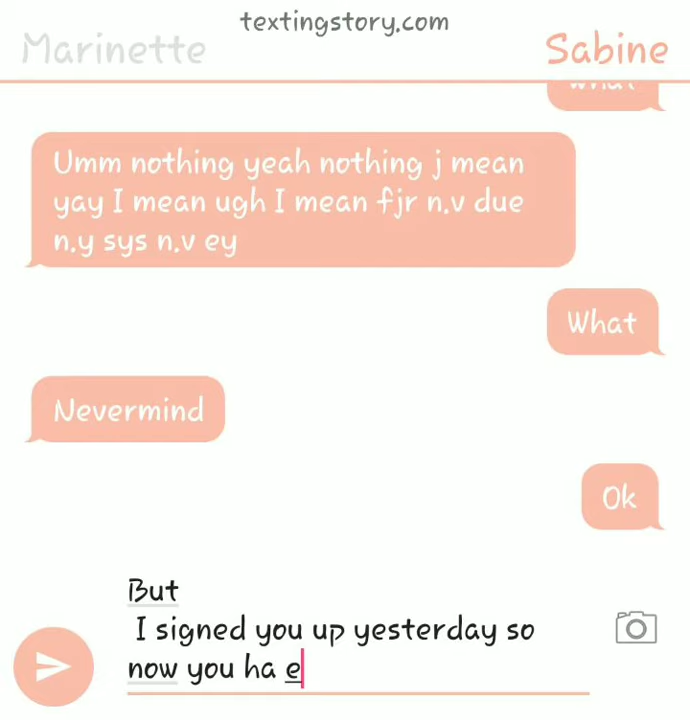 textingstory.com
Marinette
Sabine
What
Umm nothing yeah nothing j mean
yay I mean ugh I mean fjr n.v due
n.y sys n.v ey
What
Nevermind
Ok
But
I signed you up yesterday so
now you ha e